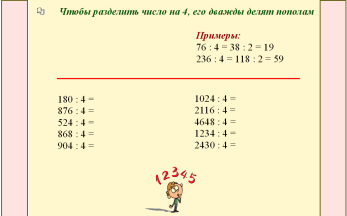 Чтобы разделить число на 4, его дважды делят пополам
Примеры:
76 : 4 = 38 : 2 = 19
236 : 4 = 118 : 2 = 59
180 : 4 =
876 : 4 =
524 : 4 =
868 : 4 =
904 : 4 =
1024 : 4 =
2116 : 4 =
4648 : 4 =
1234 : 4 =
2430 : 4 =
12345